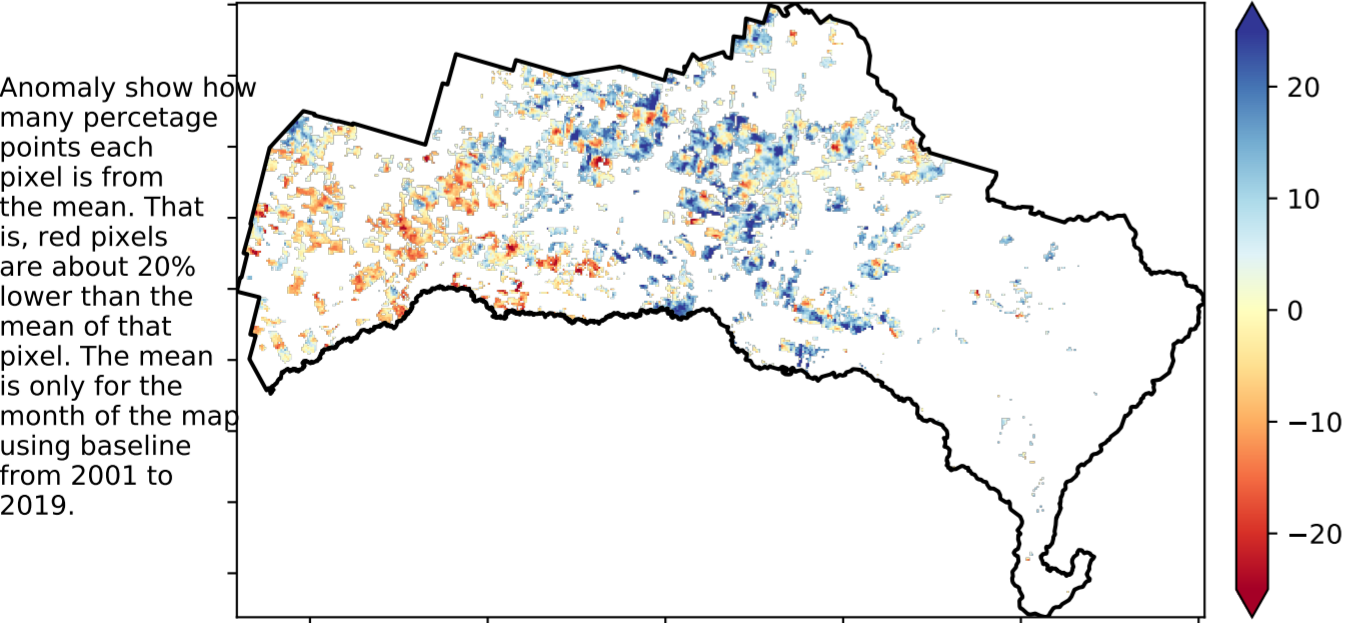 Anomaly show how
many percetage
points each
pixel is from
the mean. That
is, red pixels
are about 20%
lower than the
mean of that
pixel. The mean
is only for the
month of the map
using baseline
from 2001 to
2019.
20
10
0
−10
−20